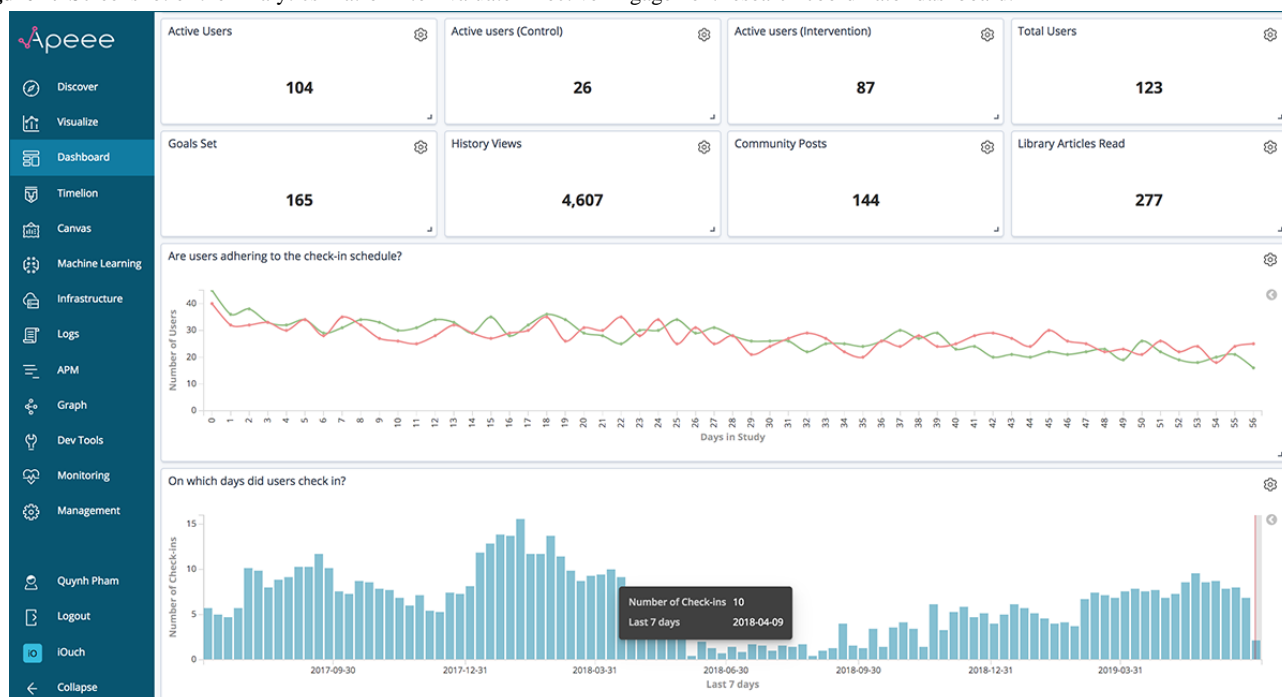 Apeee
Discover
Visualize
Dashboard
Timelion
Canvas
Machine Learning
Infrastructure
Logs
APM
Graph
Dev Tools
Monitoring
Management
Quynh Pham
Logout
iO iOuch
Collapse
Active Users
104
Active users (Control)
26
Active users (Intervention)
87
Total Users
123
Goals Set
165
History Views
4,607
Community Posts
144
Library Articles Read
277
Are users adhering to the check-in schedule?
Number of Users
40
30
20
10
0
0 1 2 3 4 5 6 7 8 9 10 11 12 13 14 15 16 17 18 19 20 21 22 23 24 25 26 27 28 29 30 31 32 33 34 35 36 37 38 39 40 41 42 43 44 45 46 47 48 49 50 51 52 53 54 55 56
Days in Study
On which days did users check in?
Number of Check-ins
15
10
5
0
Number of Check-ins 10
Last 7 days 2018-04-09
2017-09-30 2017-12-31 2018-03-31 2018-06-30 2018-09-30 2018-12-31 2019-03-31
Last 7 days